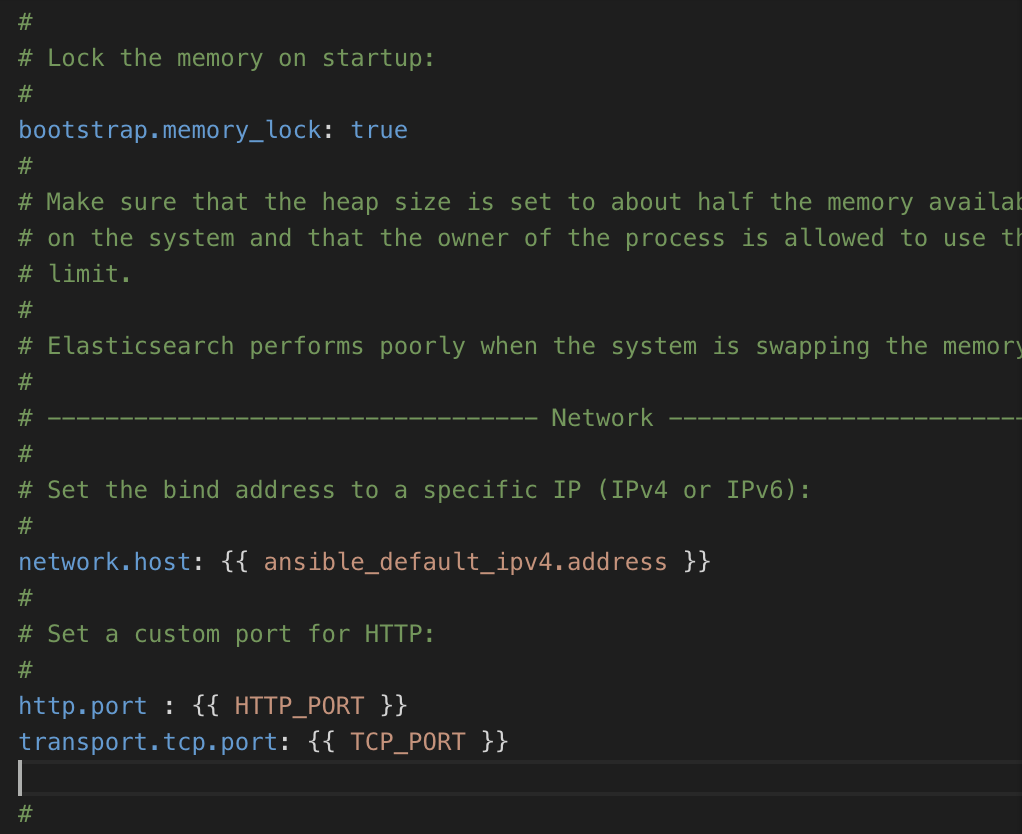 #
# Lock the memory on startup:
#
bootstrap.memory_lock: true
#
# Make sure that the heap size is set to about half the memory
# on the system and that the owner of the process is allowed to use
# limit.
#
# Elasticsearch performs poorly when the system is swapping the memory
#
# ---------------------------------- Network -------------------------
#
# Set the bind address to a specific IP (IPv4 or IPv6):
#
network.host: {{ ansible_default_ipv4.address }}
#
# Set a custom port for HTTP:
#
http.port : {{ HTTP_PORT }}
transport.tcp.port: {{ TCP_PORT }}

#